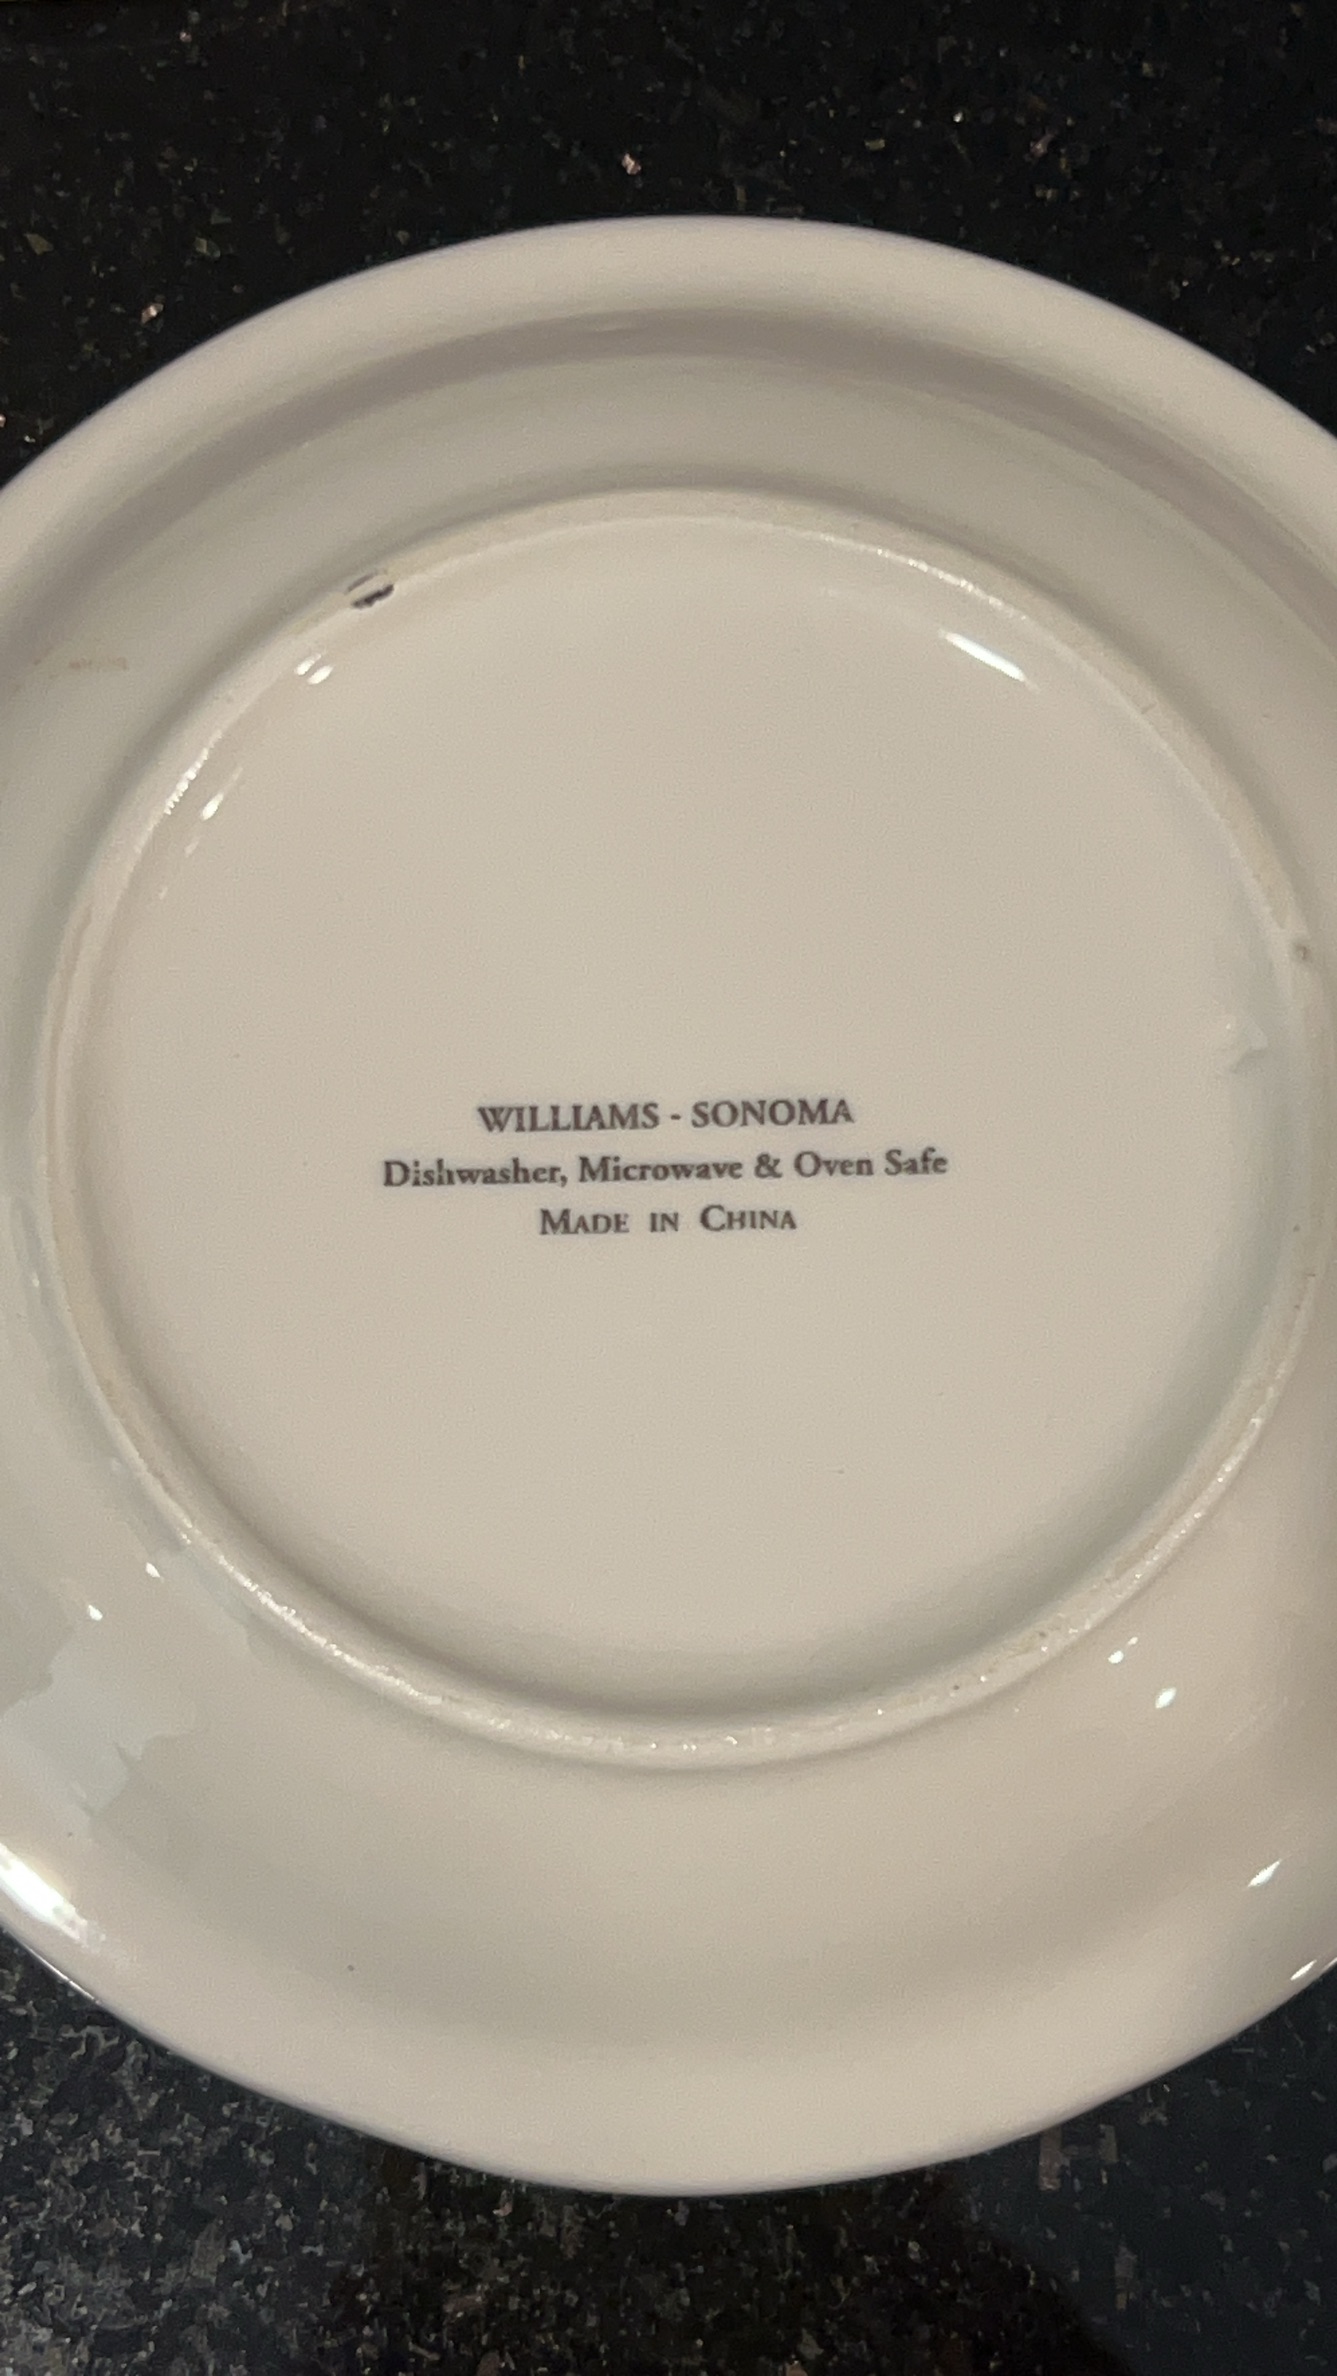 WILLIAMS - SONOMA
Dishwasher, Microwave & Oven Safe
MADE IN CHINA